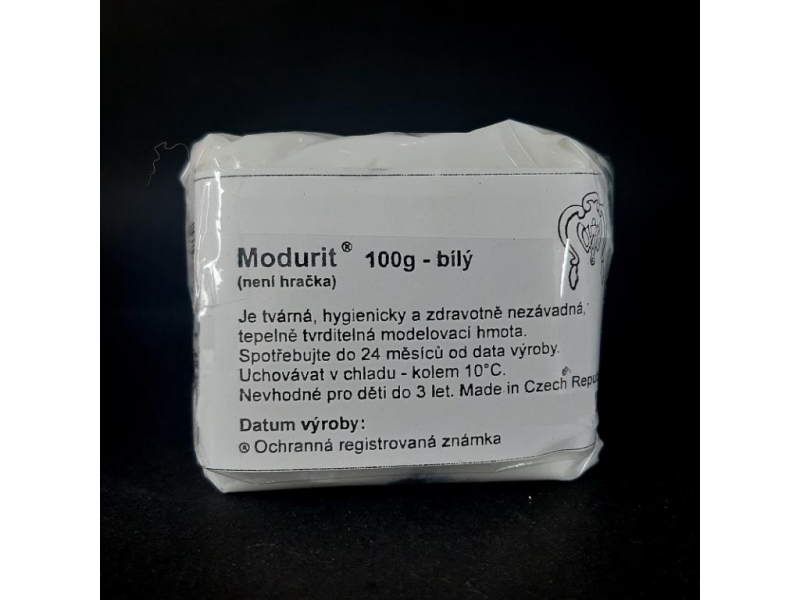 Modurit® 100g - bílý
(není hračka)
Je tvárná, hygienicky a zdravotně nezávadná,
tepelně tvrditelná modelovací hmota.
Spotřebujte do 24 měsíců od data výroby.
Uchovávat v chladu - kolem 10°C.
Nevhodné pro děti do 3 let. Made in Czech
Datum výroby:
® Ochranná registrovaná známka